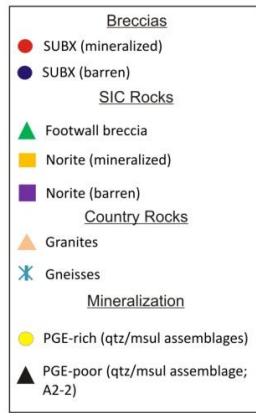 Breccias
SUBX (mineralized)
SUBX (barren)
SIC Rocks
Footwall breccia
Norite (mineralized)
Norite (barren)
Country Rocks
Granites
Gneisses
Mineralization
PGE-rich (qtz/msul assemblages)
PGE-poor (qtz/msul assemblage;
A2-2)